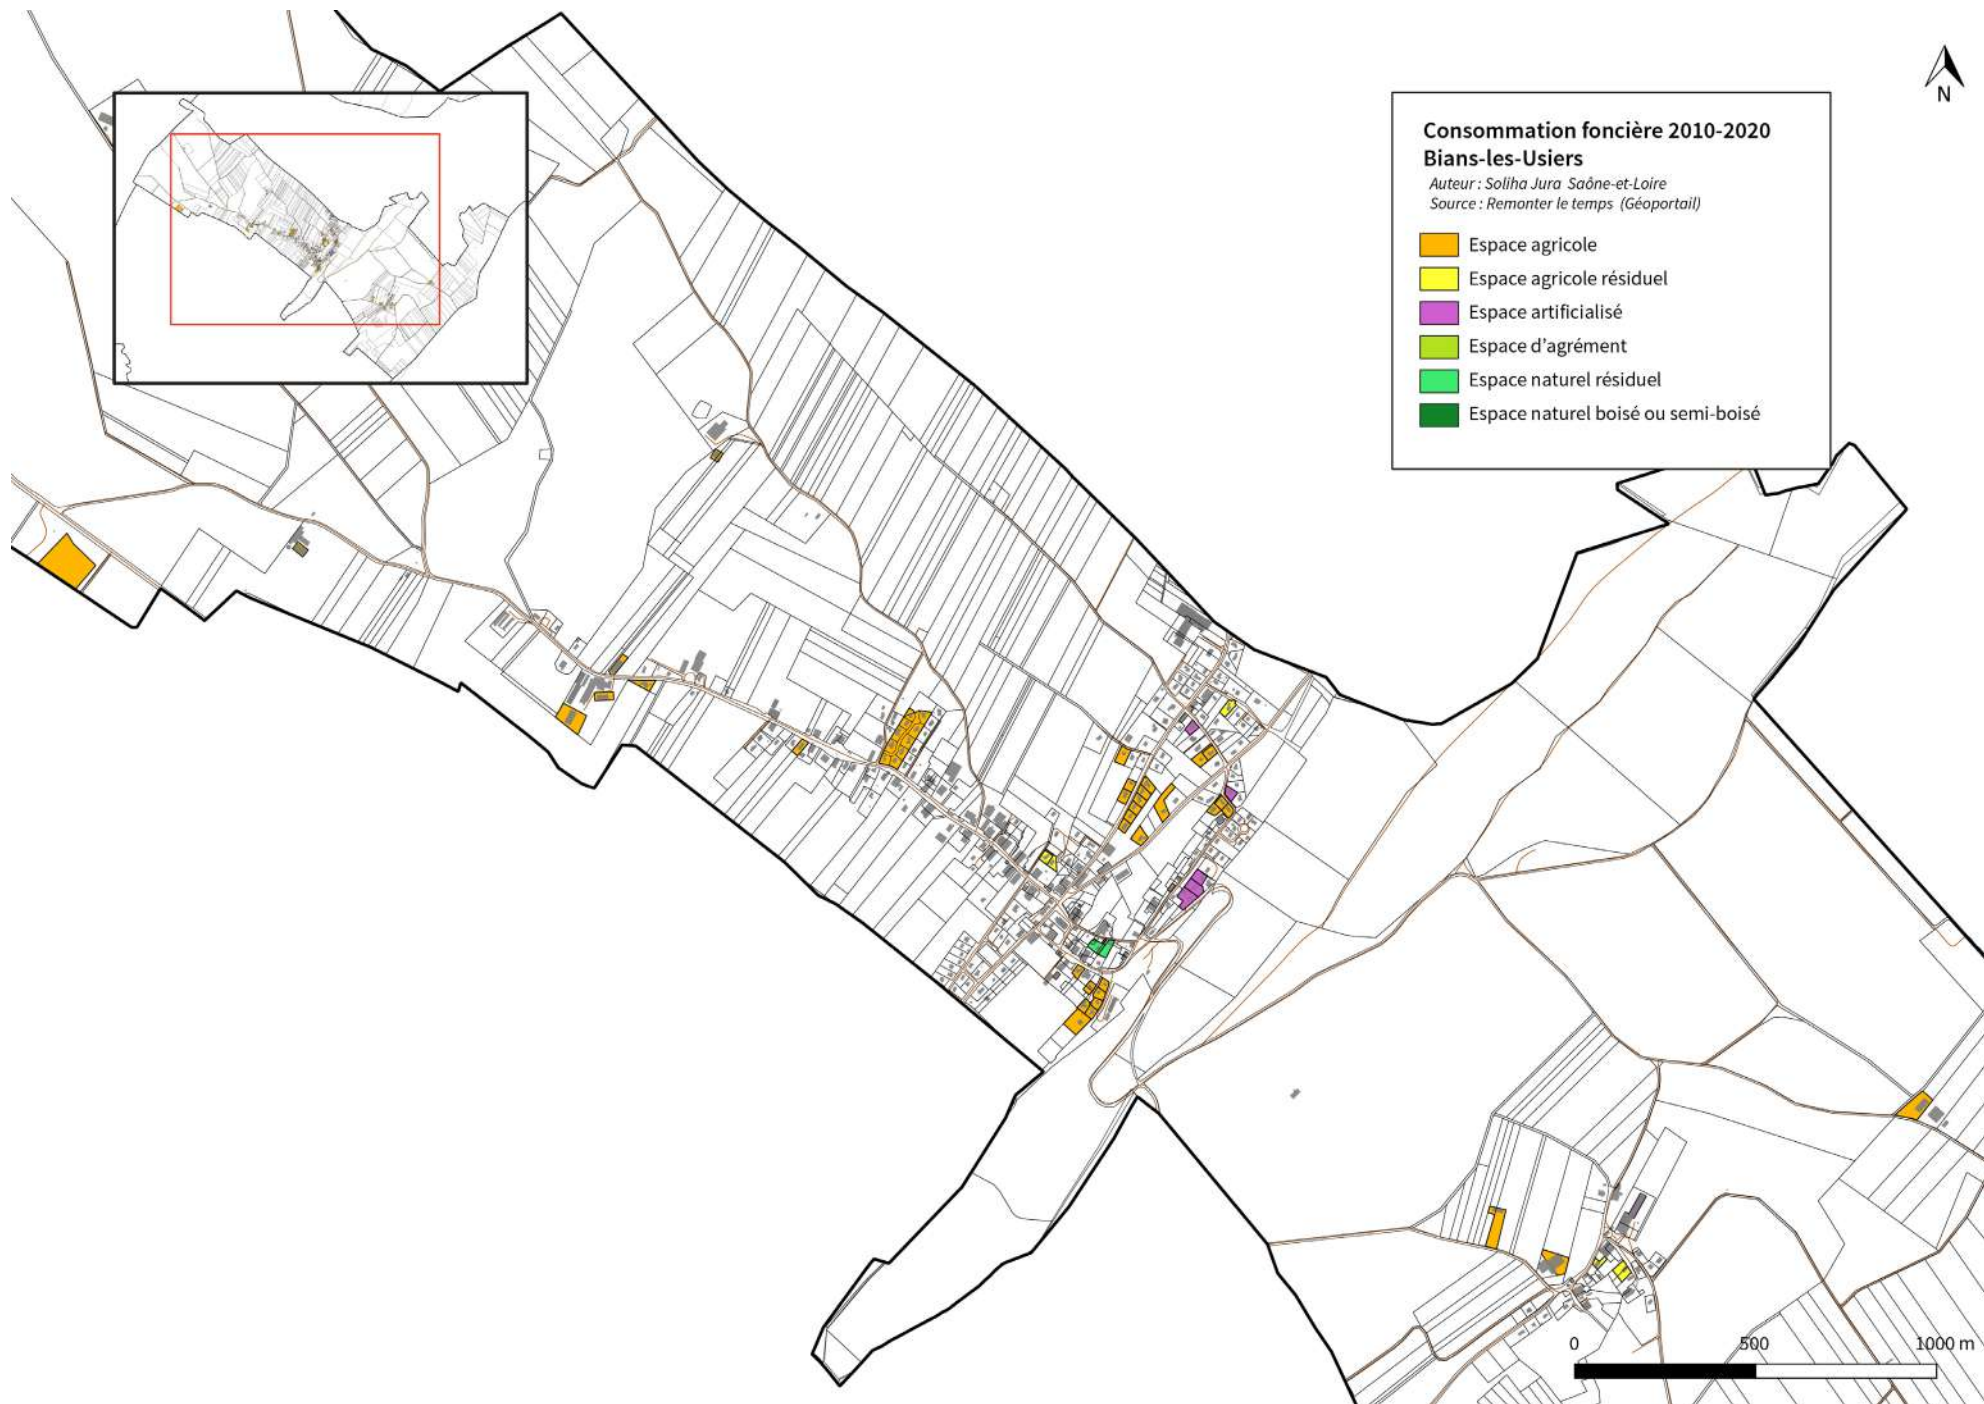 N
Consommation foncière 2010-2020
Bians-les-Usiers
Auteur : Soliha Jura Saône-et-Loire
Source : Remonter le temps (Géoportail)
Espace agricole
Espace agricole résiduel
Espace artificialisé
Espace d'agrément
Espace naturel résiduel
Espace naturel boisé ou semi-boisé
0 500 1000 m